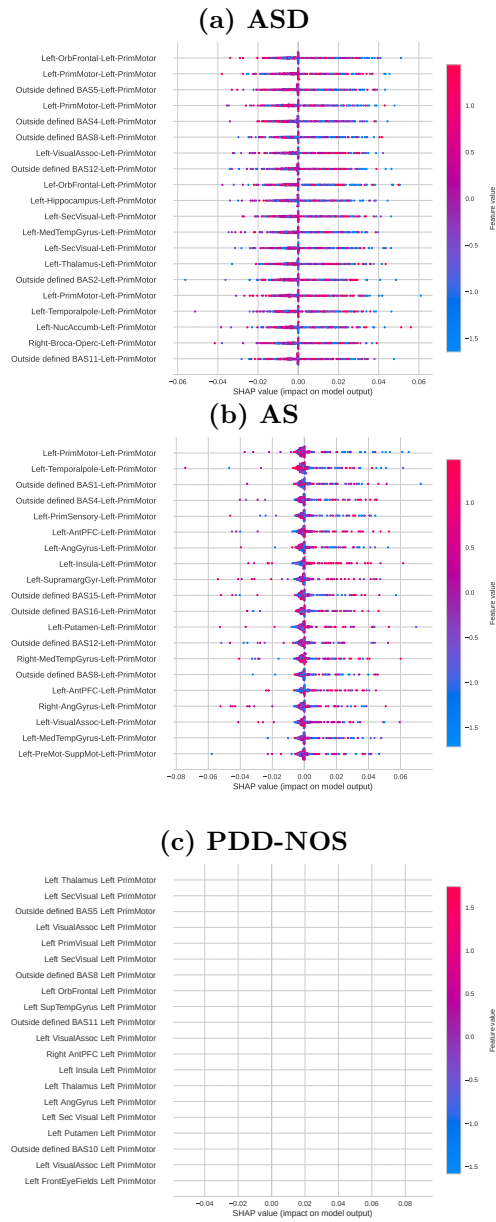 (a) ASD
Left-OrbFrontal-Left-PrimMotor
Left-PrimMotor-Left-PrimMotor
Outside defined BAS5-Left-PrimMotor
Left-PrimMotor-Left-PrimMotor
Outside defined BAS4-Left-PrimMotor
Outside defined BAS8-Left-PrimMotor
Left-VisualAssoc-Left-PrimMotor
Outside defined BAS12-Left-PrimMotor
Lef-OrbFrontal-Left-PrimMotor
Left-Hippocampus-Left-PrimMotor
Left-SecVisual-Left-PrimMotor
Left-MedTempGyrus-Left-PrimMotor
Left-SecVisual-Left-PrimMotor
Left-Thalamus-Left-PrimMotor
Outside defined BAS2-Left-PrimMotor
Left-PrimMotor-Left-PrimMotor
Left-Temporalpole-Left-PrimMotor
Left-NucAccumb-Left-PrimMotor
Right-Broca-Operc-Left-PrimMotor
Outside defined BAS11-Left-PrimMotor
−0.06 −0.04 −0.02 0.00 0.02 0.04 0.06
SHAP value (impact on model output)
1.0
0.5
0.0
−0.5
−1.0
−1.5
Feature value
(b) AS
Left-PrimMotor-Left-PrimMotor
Left-Temporalpole-Left-PrimMotor
Outside defined BAS1-Left-PrimMotor
Outside defined BAS4-Left-PrimMotor
Left-PrimSensory-Left-PrimMotor
Left-AntPFC-Left-PrimMotor
Left-AngGyrus-Left-PrimMotor
Left-Insula-Left-PrimMotor
Left-SupramargGyr-Left-PrimMotor
Outside defined BAS15-Left-PrimMotor
Outside defined BAS16-Left-PrimMotor
Left-Putamen-Left-PrimMotor
Outside defined BAS12-Left-PrimMotor
Right-MedTempGyrus-Left-PrimMotor
Outside defined BAS8-Left-PrimMotor
Left-AntPFC-Left-PrimMotor
Right-AngGyrus-Left-PrimMotor
Left-VisualAssoc-Left-PrimMotor
Left-MedTempGyrus-Left-PrimMotor
Left-PreMot-SuppMot-Left-PrimMotor
−0.08 −0.06 −0.04 −0.02 0.00 0.02 0.04 0.06
SHAP value (impact on model output)
1.0
0.5
0.0
−0.5
−1.0
−1.5
Feature value
(c) PDD-NOS
Left Thalamus Left PrimMotor
Left SecVisual Left PrimMotor
Outside defined BAS5 Left PrimMotor
Left VisualAssoc Left PrimMotor
Left PrimVisual Left PrimMotor
Left SecVisual Left PrimMotor
Outside defined BAS8 Left PrimMotor
Left OrbFrontal Left PrimMotor
Left SupTempGyrus Left PrimMotor
Outside defined BAS11 Left PrimMotor
Left VisualAssoc Left PrimMotor
Right AntPFC Left PrimMotor
Left Insula Left PrimMotor
Left Thalamus Left PrimMotor
Left AngGyrus Left PrimMotor
Left Sec Visual Left PrimMotor
Left Putamen Left PrimMotor
Outside defined BAS10 Left PrimMotor
Left VisualAssoc Left PrimMotor
Left FrontEyeFields Left PrimMotor
−0.04 −0.02 0.00 0.02 0.04 0.06 0.08
SHAP value (impact on model output)
1.5
1.0
0.5
0.0
−0.5
−1.0
−1.5
Feature value